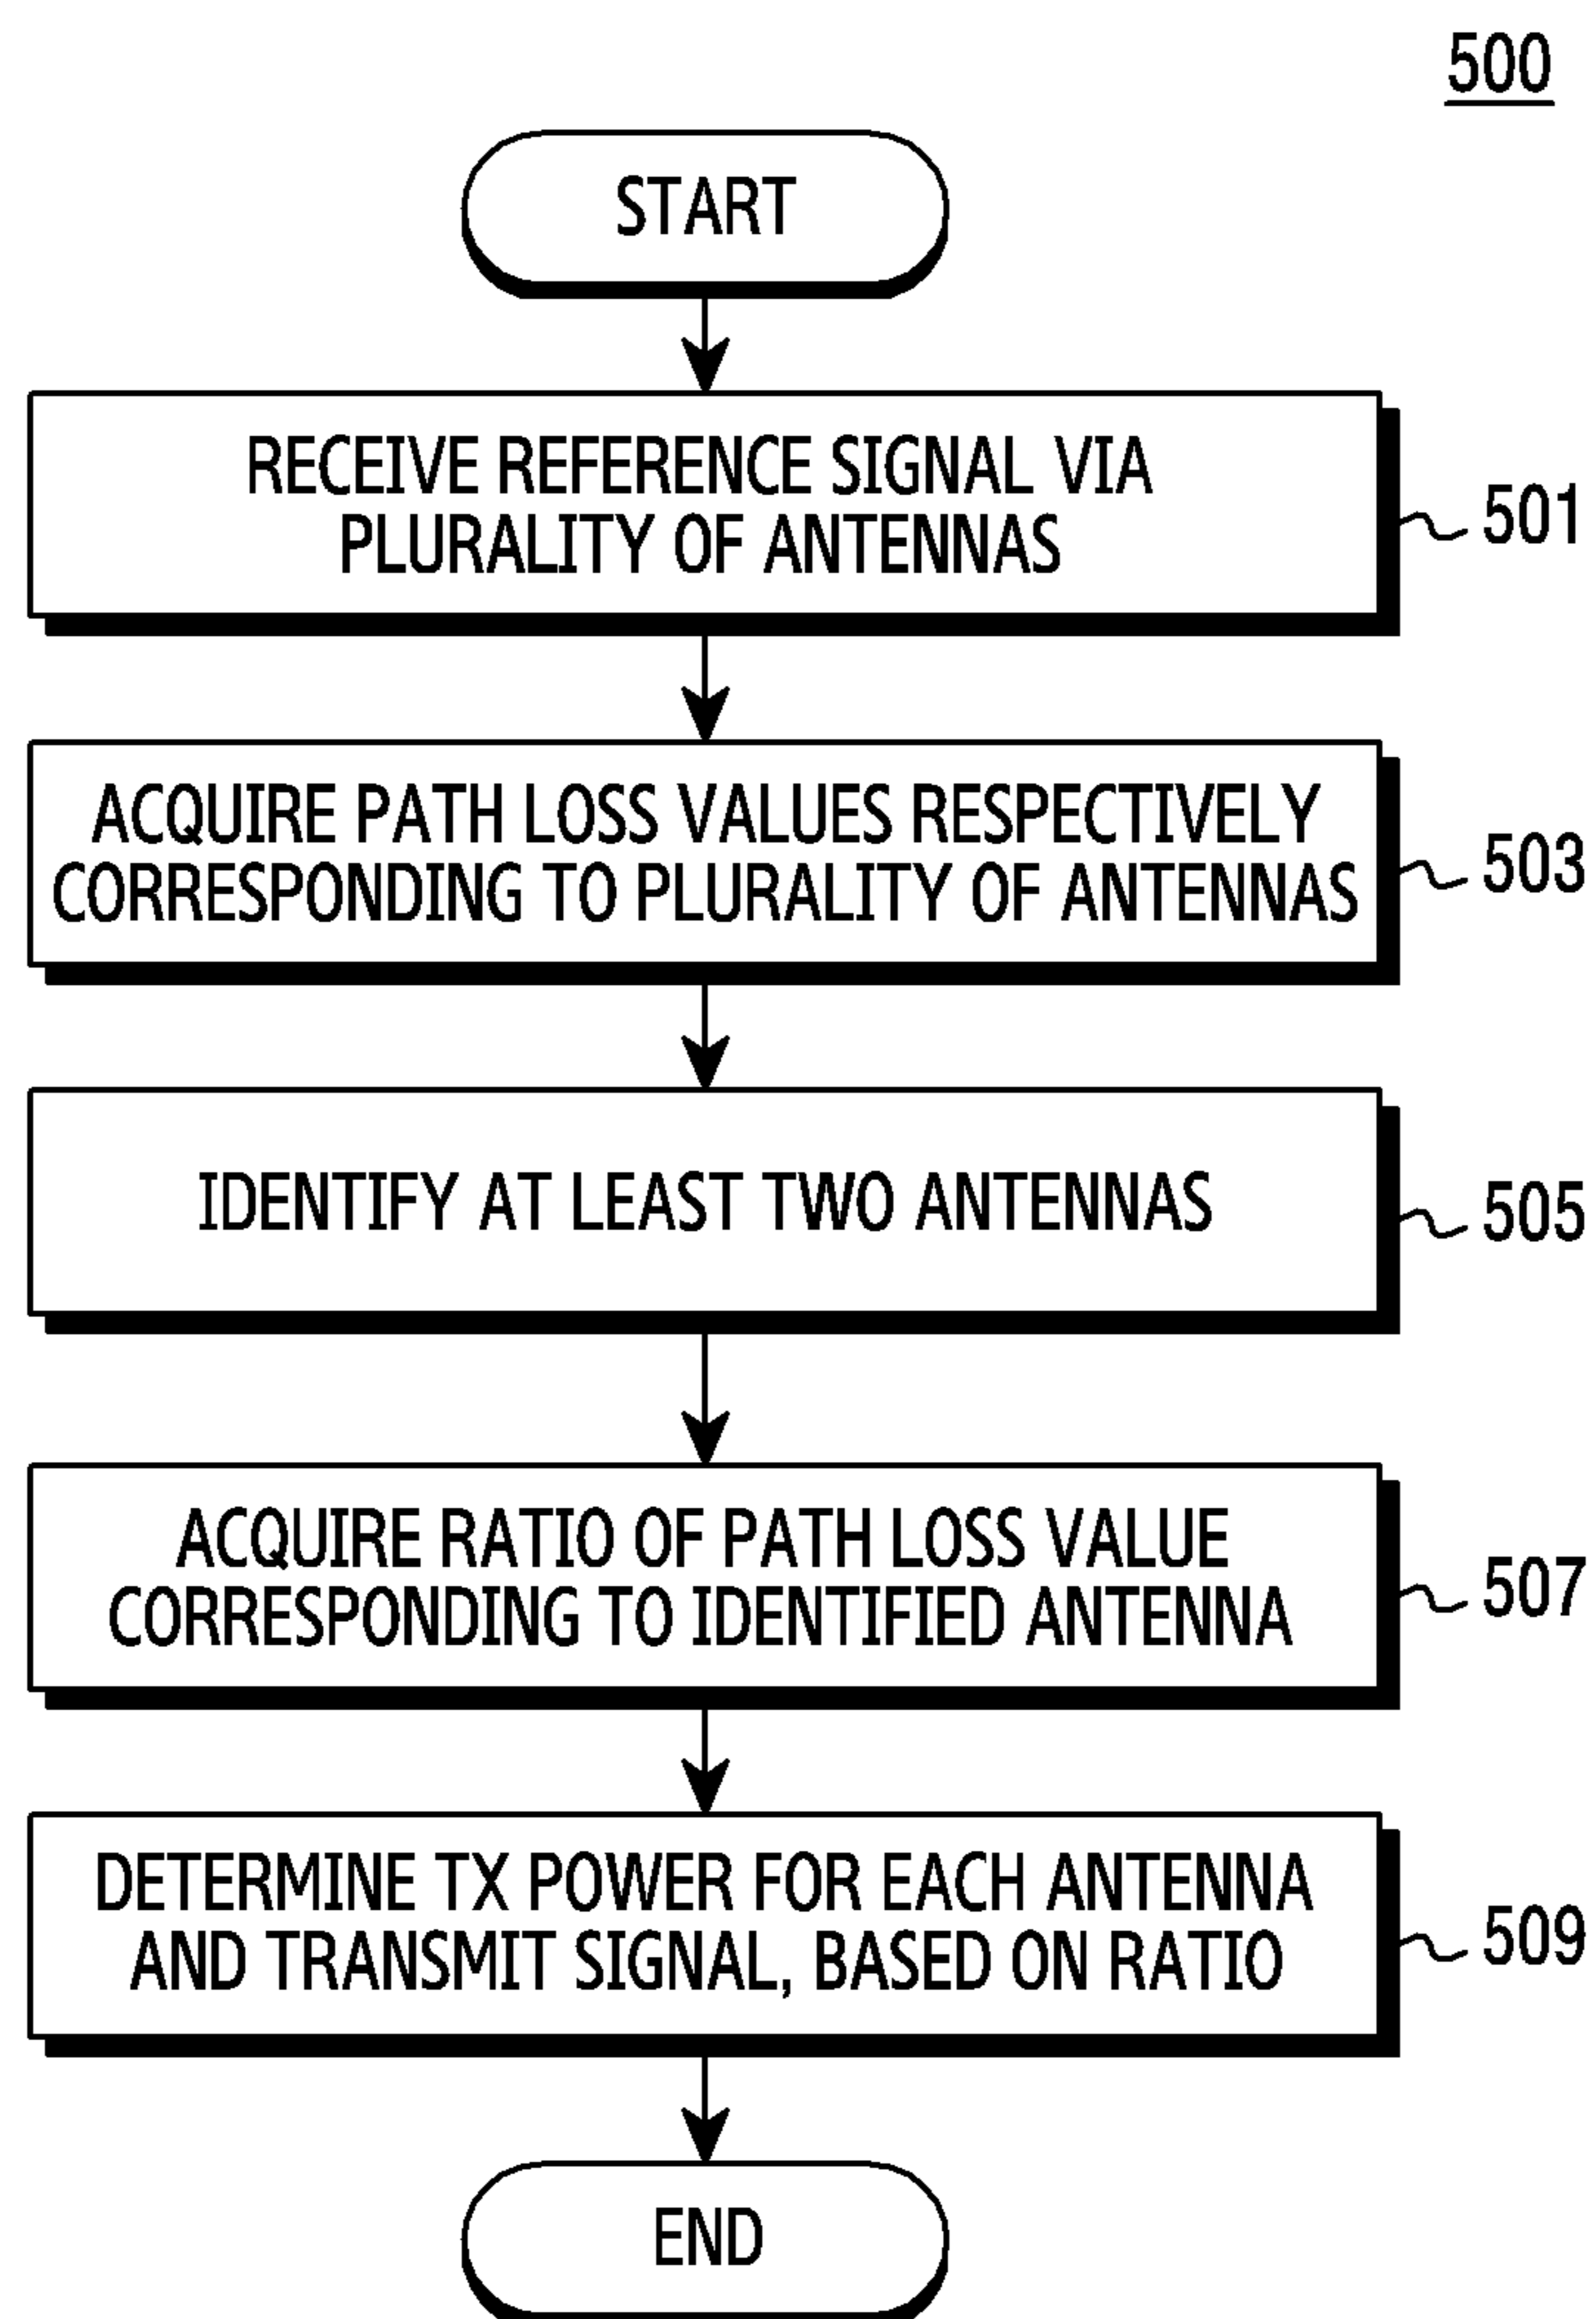 500
START
RECEIVE REFERENCE SIGNAL VIA
PLURALITY OF ANTENNAS
501
ACQUIRE PATH LOSS VALUES RESPECTIVELY
CORRESPONDING TO PLURALITY OF ANTENNAS
503
IDENTIFY AT LEAST TWO ANTENNAS
505
ACQUIRE RATIO OF PATH LOSS VALUE
CORRESPONDING TO IDENTIFIED ANTENNA
507
DETERMINE TX POWER FOR EACH ANTENNA
AND TRANSMIT SIGNAL, BASED ON RATIO
509
END